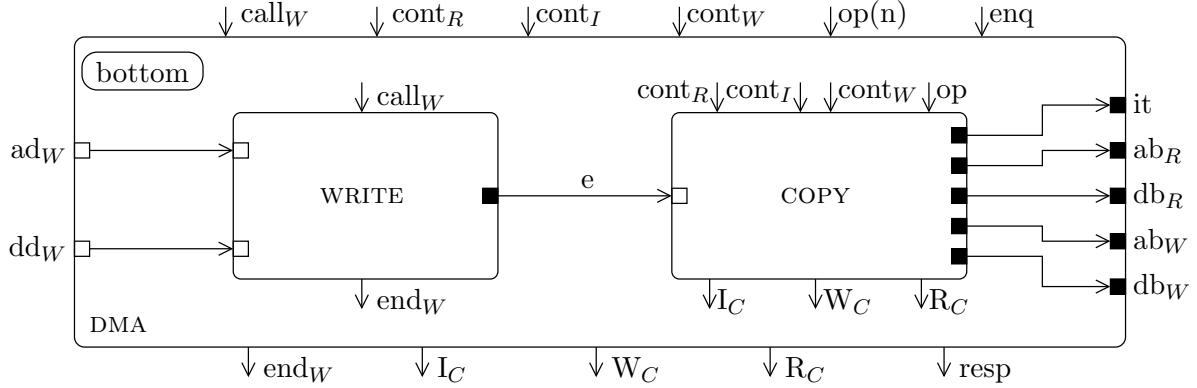 call_W cont_R cont_I cont_W op(n) enq
bottom
call_W
cont_R cont_I cont_W op
it
ad_W
ab_R
WRITE
e
COPY
db_R
dd_W
ab_W
db_W
end_W
I_C W_C R_C
DMA
end_W I_C W_C R_C resp